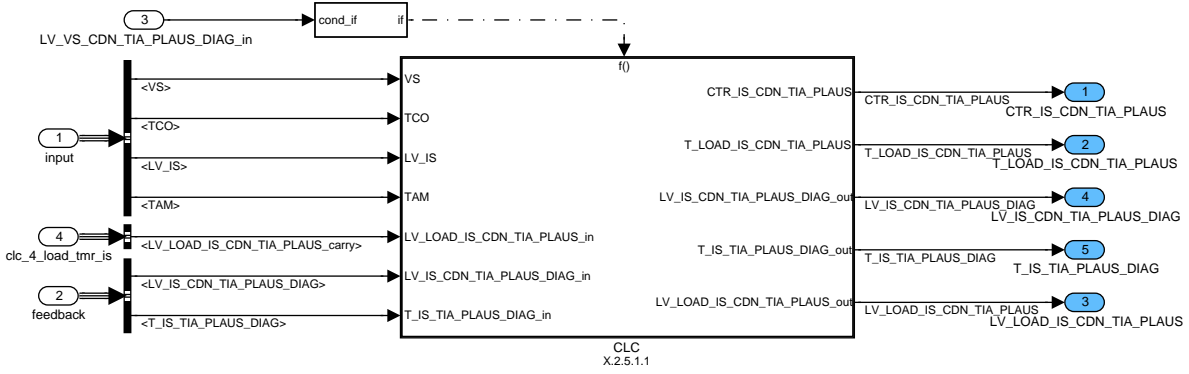 3
cond_if
if
LV_VS_CDN_TIA_PLAUS_DIAG_in
f()
VS
<VS>
CTR_IS_CDN_TIA_PLAUS
CTR_IS_CDN_TIA_PLAUS
1
CTR_IS_CDN_TIA_PLAUS
TCO
<TCO>
1
input
T_LOAD_IS_CDN_TIA_PLAUS
T_LOAD_IS_CDN_TIA_PLAUS
2
T_LOAD_IS_CDN_TIA_PLAUS
LV_IS
<LV_IS>
TAM
<TAM>
LV_IS_CDN_TIA_PLAUS_DIAG_out
LV_IS_CDN_TIA_PLAUS_DIAG
4
LV_IS_CDN_TIA_PLAUS_DIAG
4
clc_4_load_tmr_is
LV_LOAD_IS_CDN_TIA_PLAUS_in
<LV_LOAD_IS_CDN_TIA_PLAUS_carry>
T_IS_TIA_PLAUS_DIAG_out
T_IS_TIA_PLAUS_DIAG
5
T_IS_TIA_PLAUS_DIAG
LV_IS_CDN_TIA_PLAUS_DIAG_in
<LV_IS_CDN_TIA_PLAUS_DIAG>
2
feedback
LV_LOAD_IS_CDN_TIA_PLAUS_out
LV_LOAD_IS_CDN_TIA_PLAUS
3
LV_LOAD_IS_CDN_TIA_PLAUS
T_IS_TIA_PLAUS_DIAG_in
<T_IS_TIA_PLAUS_DIAG>
CLC
X.2.5.1.1